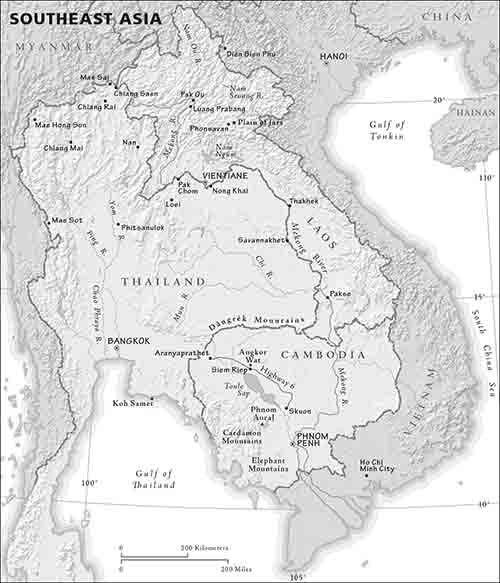 SOUTHEAST ASIA
CHINA
MYANMAR
Nam Ou R.
Dien Bien Phu
HANOI
Mae Sai
Chiang Saen
Chiang Rai
Pak Ou
Nam Seuang R.
Luang Prabang
20°
HAINAN
Mae Hong Son
Plain of Jars
Phonsavan
Gulf of
Tonkin
Chiang Mai
Nan
Mekong R.
Nam
Ngum
VIENTIANE
Pak
Chom
Nong Khai
110°
Loei
Thakhek
LAOS
Mae Sot
Yom R.
Phitsanulok
Ping R.
Savannakhet
Mekong River
Chi R.
THAILAND
Mun R.
Chao Phraya R.
Pakse
15°
South China Sea
Dangrek Mountains
BANGKOK
Aranyaprathet
Angkor
Wat
CAMBODIA
Siem Riep
Highway 6
Tonle
Sap
Mekong R.
VIETNAM
Koh Samet
Phnom
Aural
Skuon
Cardamon
Mountains
PHNOM
PENH
Elephant
Mountains
Ho Chi
Minh City
Gulf of
Thailand
100°
10°
0
200 Kilometers
0
200 Miles
105°